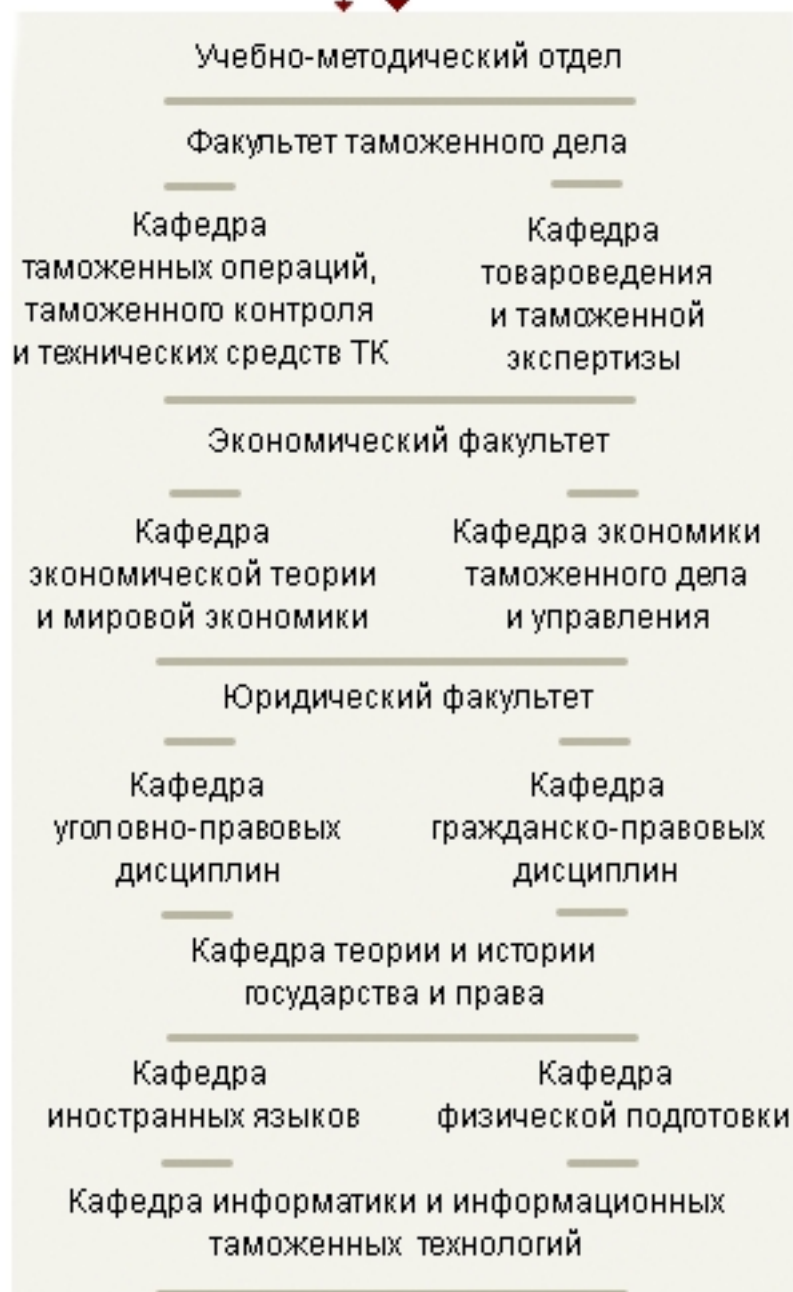 Учебно-методический отдел
Факультет таможенного дела
Кафедра
таможенных операций,
таможенного контроля
и технических средств ТК
Кафедра
товароведения
и таможенной
экспертизы
Экономический факультет
Кафедра
экономической теории
и мировой экономики
Кафедра экономики
таможенного дела
и управления
Юридический факультет
Кафедра
уголовно-правовых
дисциплин
Кафедра
гражданско-правовых
дисциплин
Кафедра теории и истории
государства и права
Кафедра
иностранных языков
Кафедра
физической подготовки
Кафедра информатики и информационных
таможенных технологий